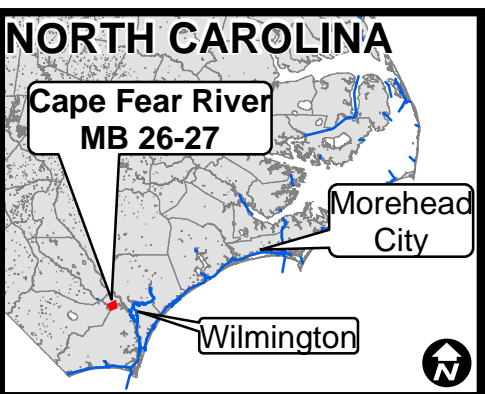 NORTH CAROLINA
Cape Fear River
MB 26-27
Morehead
City
Wilmington
N